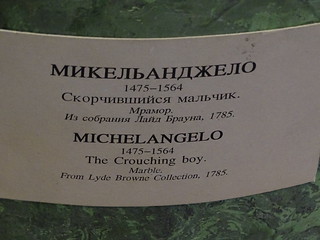 МИКЕЛЬАНДЖЕЛО
1475–1564
Скорчившийся мальчик.
Мрамор.
Из собрания Лайд Брауна, 1785.
MICHELANGELO
1475–1564
The Crouching boy.
Marble.
From Lyde Browne Collection, 1785.